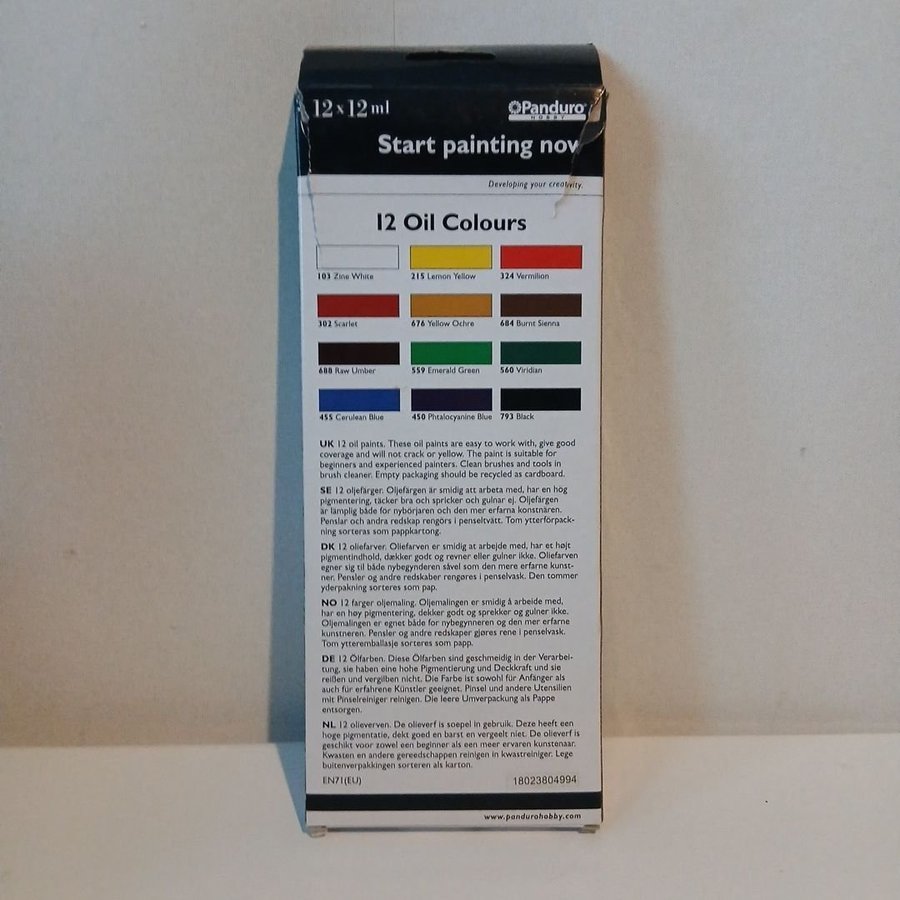 12 x 12 ml
Panduro
HOBBY
Start painting now
Developing your creativity.
12 Oil Colours
103 Zinc White
215 Lemon Yellow
324 Vermilion
302 Scarlet
676 Yellow Ochre
684 Burnt Sienna
688 Raw Umber
559 Emerald Green
560 Viridian
455 Cerulean Blue
450 Phtalocyanine Blue
793 Black
UK 12 oil paints. These oil paints are easy to work with, give good
coverage and will not crack or yellow. The paint is suitable for
beginners and experienced painters. Clean brushes and tools in
brush cleaner. Empty packaging should be recycled as cardboard.
SE 12 oljefärger. Oljefärgen är smidig att arbeta med, har en hög
pigmentering, täcker bra och spricker och gulnar ej. Oljefärgen
är lämplig både för nybörjaren och den mer erfarna konstnären.
Penslar och andra redskap rengörs i penseltvätt. Tom ytterförpack-
ning sorteras som pappkartong.
DK 12 oliefarver. Oliefarven er smidig at arbejde med, har et højt
pigmentindhold, dækker godt og revner eller gulner ikke. Oliefarven
egner sig til både nybegynderen såvel som den mere erfarne kunst-
ner. Pensler og andre redskaber rengøres i penselvask. Den tommer
yderpakning sorteres som pap.
NO 12 farger oljemaling. Oljemalingen er smidig å arbeide med,
har en høy pigmentering, dekker godt og sprekker og gulner ikke.
Oljemalingen er egnet både for nybegynneren og den mer erfarne
kunstneren. Pensler og andre redskaper gjøres rene i penselvask.
Tom ytteremballasje sorteres som papp.
DE 12 Ölfarben. Diese Ölfarben sind geschmeidig in der Verarbei-
tung, sie haben eine hohe Pigmentierung und Deckkraft und sie
reißen und vergilben nicht. Die Farbe ist sowohl für Anfänger als
auch für erfahrene Künstler geeignet. Pinsel und andere Utensilien
mit Pinselreiniger reinigen. Die leere Umverpackung als Pappe
entsorgen.
NL 12 olieverven. De olieverf is soepel in gebruik. Deze heeft een
hoge pigmentatie, dekt goed en barst en vergeelt niet. De olieverf is
geschikt voor zowel een beginner als een meer ervaren kunstenaar.
Kwasten en andere gereedschappen reinigen in kwastreiniger. Lege
buitenverpakkingen sorteren als karton.
EN71(EU)
18023804994
www.pandurohobby.com